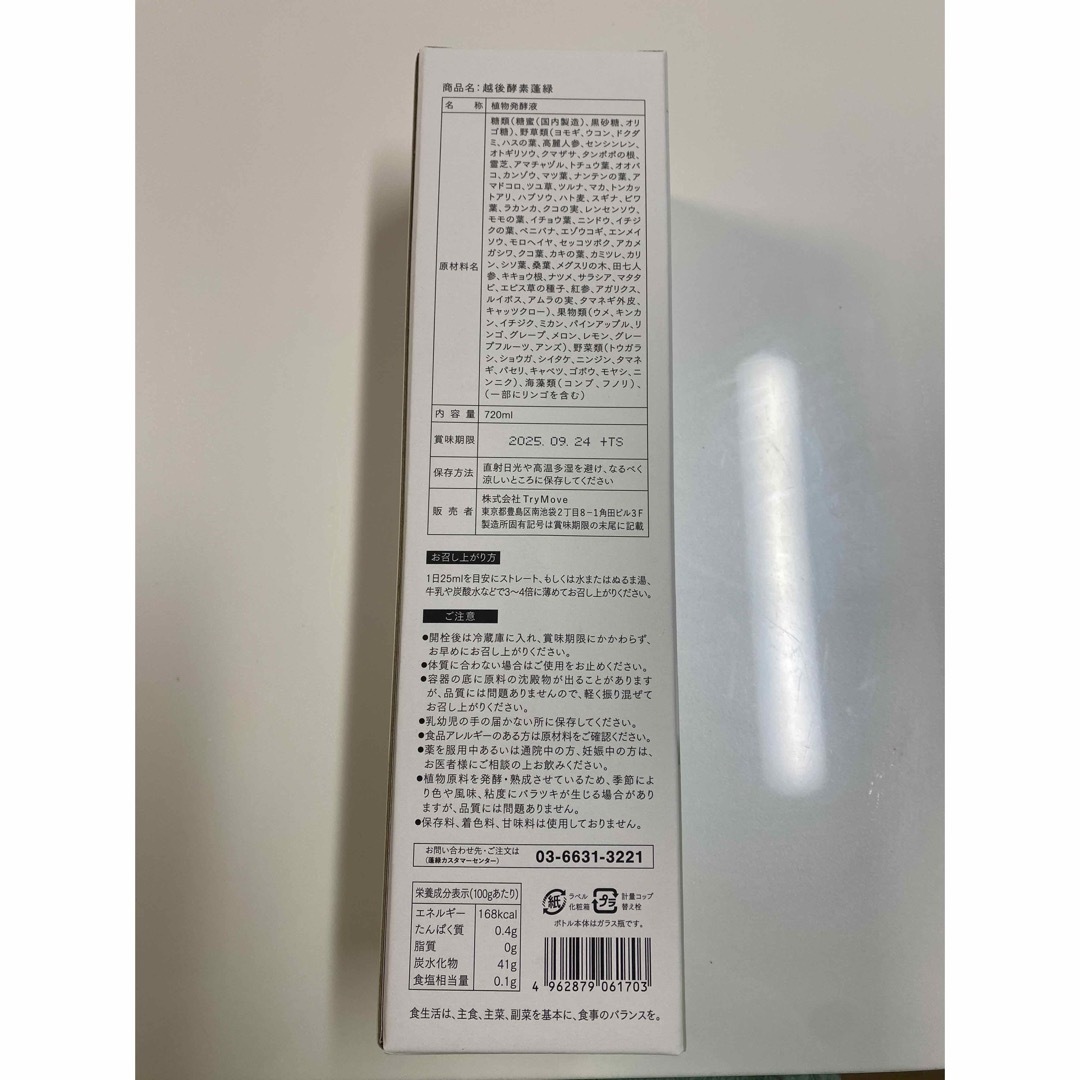 商品名：越後酵素蓬緑
名　称 植物発酵液
原材料名
糖類（糖蜜（国内製造）、黒砂糖、オリ
ゴ糖）、野草類（ヨモギ、ウコン、ドクダ
ミ、ハスの葉、高麗人参、センシンレン、
オトギリソウ、クマザサ、タンポポの根、
霊芝、アマチャヅル、トチュウ葉、オオバ
コ、カンゾウ、マツ葉、ナンテンの葉、ア
マドコロ、ツユ草、ツルナ、マカ、トンカッ
トアリ、ハブソウ、ハト麦、スギナ、ビワ
葉、ラカンカ、クコの実、レンセンソウ、
モモの葉、イチョウ葉、ニンドウ、イチジ
クの葉、ベニバナ、エゾウコギ、エンメイ
ソウ、モロヘイヤ、セッコツボク、アカメ
ガシワ、クコ葉、カキの葉、カミツレ、カリ
ン、シソ葉、桑葉、メグスリの木、田七人
参、キキョウ根、ナツメ、サラシア、マタタ
ビ、エビス草の種子、紅参、アガリクス、
ルイボス、アムラの実、タマネギ外皮、
キャッツクロー）、果物類（ウメ、キンカ
ン、イチジク、ミカン、パインアップル、リ
ンゴ、グレープ、メロン、レモン、グレー
プフルーツ、アンズ）、野菜類（トウガラ
シ、ショウガ、シイタケ、ニンジン、タマネ
ギ、パセリ、キャベツ、ゴボウ、モヤシ、ニ
ンニク）、海藻類（コンブ、フノリ）、
（一部にリンゴを含む）
内容量 720ml
賞味期限 2025. 09. 24 +TS
保存方法 直射日光や高温多湿を避け、なるべく
涼しいところに保存してください
販売者 株式会社TryMove
東京都豊島区南池袋2丁目8−1角田ビル3F
製造所固有記号は賞味期限の末尾に記載
お召し上がり方
1日25mlを目安にストレート、もしくは水またはぬるま湯、
牛乳や炭酸水などで3〜4倍に薄めてお召し上がりください。
ご注意
●開栓後は冷蔵庫に入れ、賞味期限にかかわらず、
お早めにお召し上がりください。
●体質に合わない場合はご使用をお止めください。
●容器の底に原料の沈殿物が出ることがあります
が、品質には問題ありませんので、軽く振り混ぜて
お召し上がりください。
●乳幼児の手の届かない所に保存してください。
●食品アレルギーのある方は原材料をご確認ください。
●薬を服用中あるいは通院中の方、妊娠中の方は、
お医者様にご相談の上お飲みください。
●植物原料を発酵・熟成させているため、季節によ
り色や風味、粘度にバラツキが生じる場合があり
ますが、品質には問題ありません。
●保存料、着色料、甘味料は使用しておりません。
お問い合わせ先・ご注文は
（蓬緑カスタマーセンター）
03-6631-3221
栄養成分表示（100gあたり）
エネルギー 168kcal
たんぱく質 0.4g
脂質 0g
炭水化物 41g
食塩相当量 0.1g
紙 ラベル
化粧箱
プラ 計量コップ
替え栓
ボトル本体はガラス瓶です。
4 962879 061703
食生活は、主食、主菜、副菜を基本に、食事のバランスを。